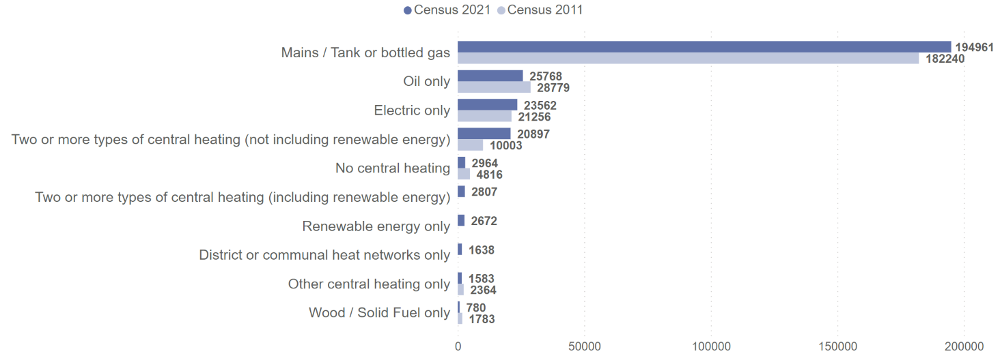 Census 2021 Census 2011
Mains / Tank or bottled gas 194961
182240
Oil only 25768
28779
Electric only 23562
21256
Two or more types of central heating (not including renewable energy) 20897
10003
No central heating 2964
4816
Two or more types of central heating (including renewable energy) 2807
Renewable energy only 2672
District or communal heat networks only 1638
Other central heating only 1583
2364
Wood / Solid Fuel only 780
1783
0 50000 100000 150000 200000